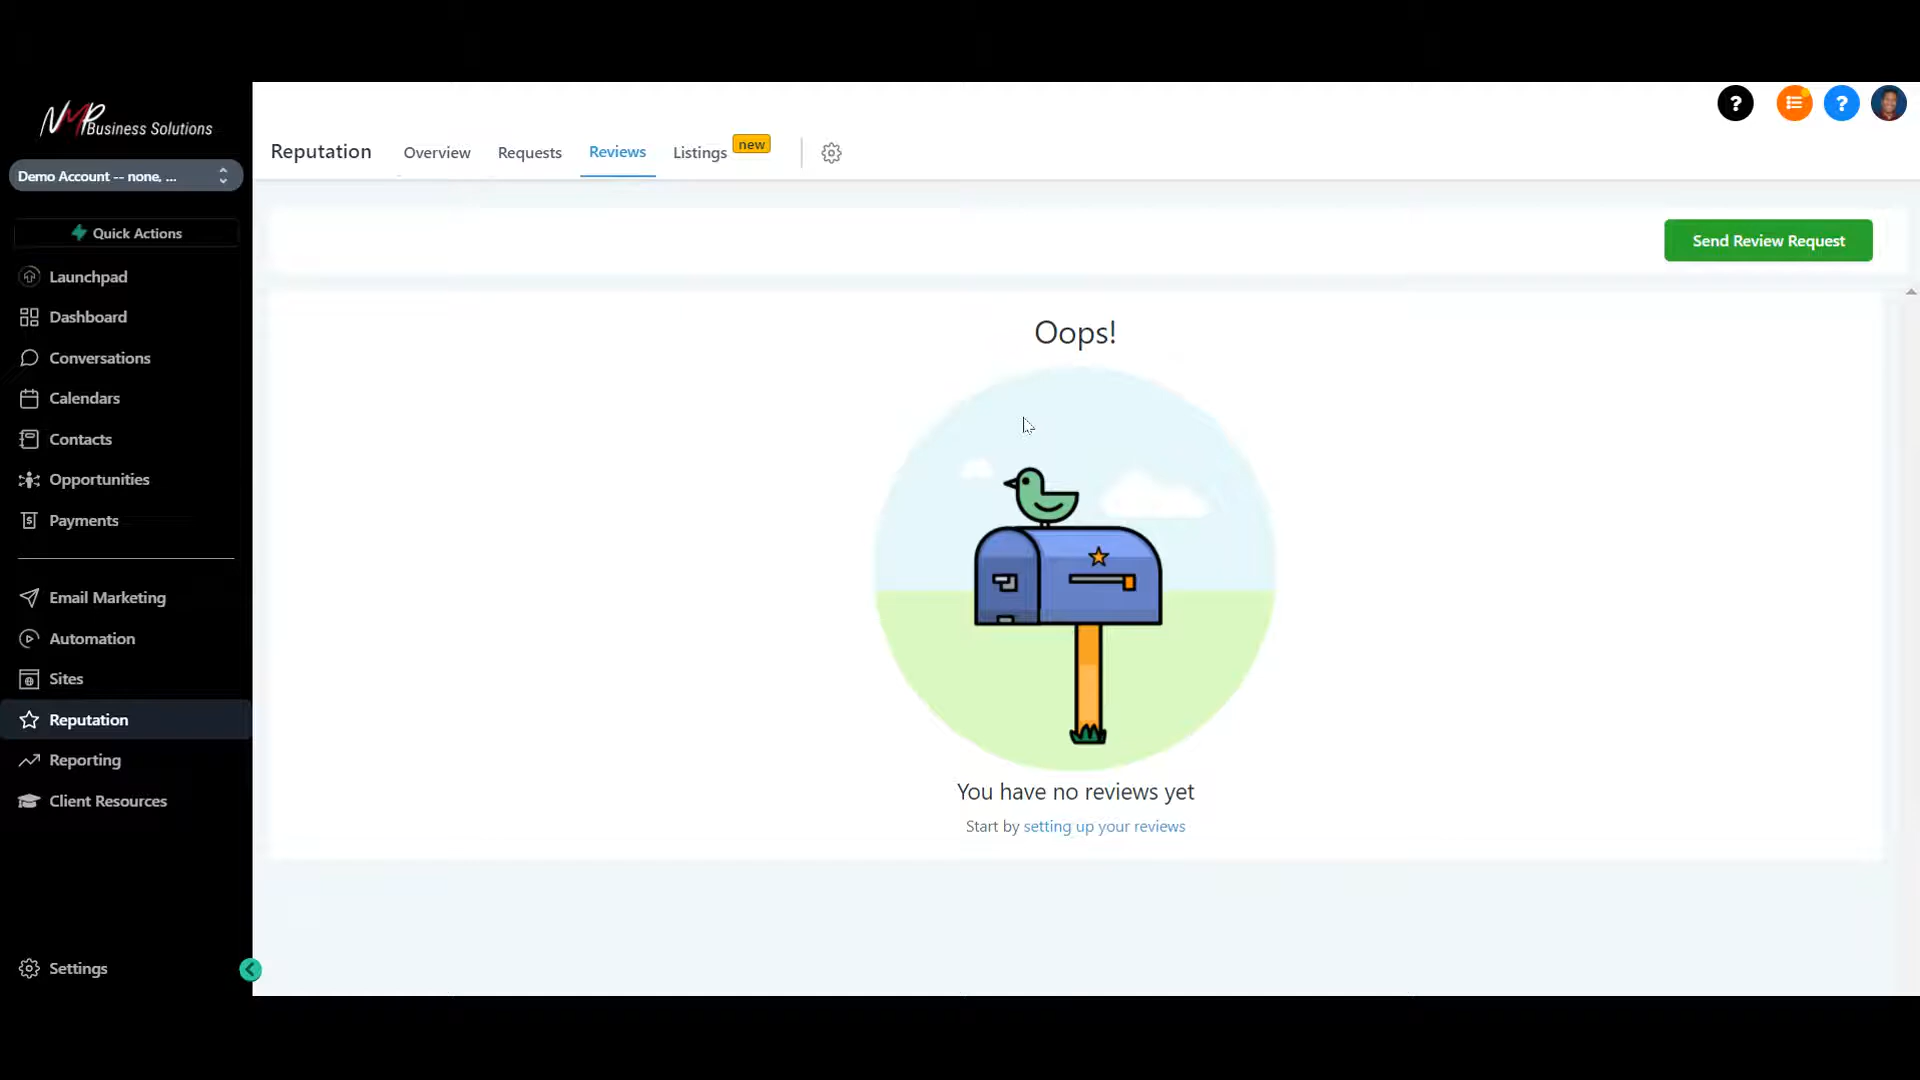 NMP Business Solutions
Demo Account -- none, ...
Quick Actions
Launchpad
Dashboard
Conversations
Calendars
Contacts
Opportunities
Payments
Email Marketing
Automation
Sites
Reputation
Reporting
Client Resources
Settings
Reputation Overview Requests Reviews Listings new
? ?
Send Review Request
Oops!
You have no reviews yet
Start by setting up your reviews